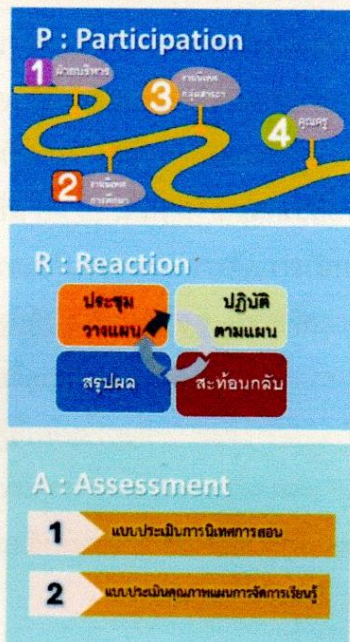 P : Participation
1
ฝ่ายบริหาร
3
งานนิเทศ
กลุ่มสาระฯ
4
คุณครู
2
งานนิเทศ
การศึกษา
R : Reaction
ประชุม
วางแผน
ปฏิบัติ
ตามแผน
สรุปผล
สะท้อนกลับ
A : Assessment
1
แบบประเมินการนิเทศการสอน
2
แบบประเมินคุณภาพแผนการจัดการเรียนรู้